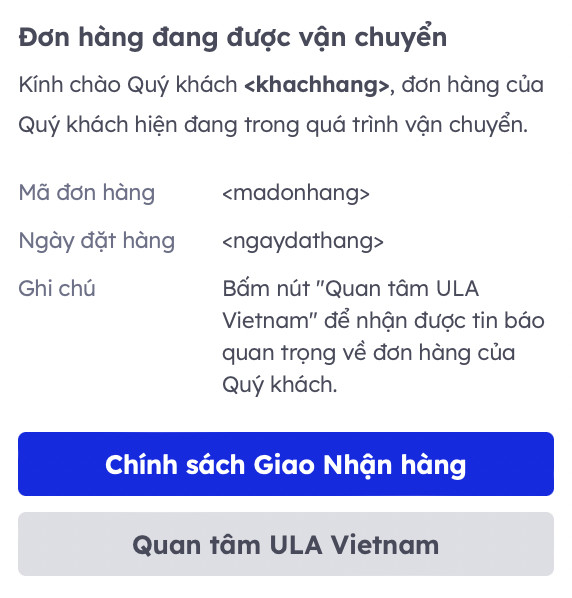 Đơn hàng đang được vận chuyển
Kính chào Quý khách <khachhang>, đơn hàng của
Quý khách hiện đang trong quá trình vận chuyển.
Mã đơn hàng <madonhang>
Ngày đặt hàng <ngaydathang>
Ghi chú Bấm nút "Quan tâm ULA
Vietnam" để nhận được tin báo
quan trọng về đơn hàng của
Quý khách.
Chính sách Giao Nhận hàng
Quan tâm ULA Vietnam